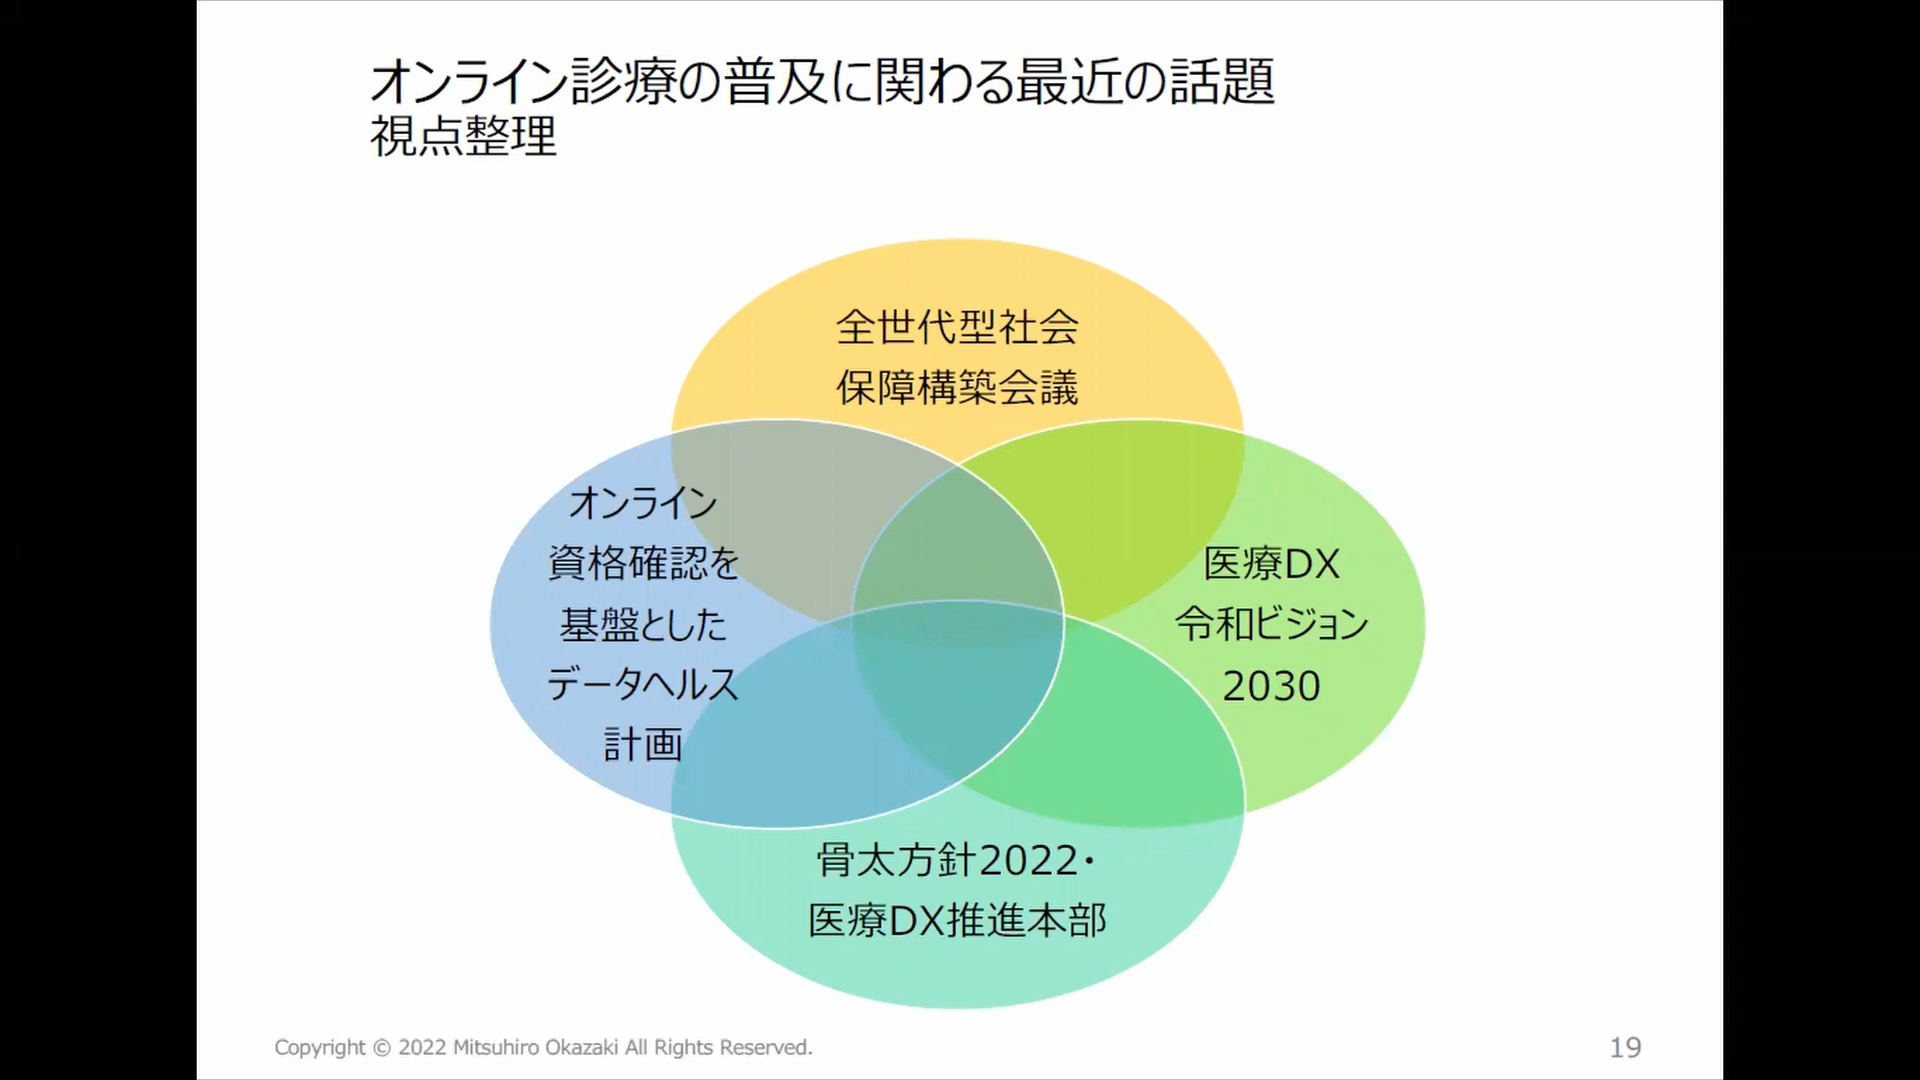 オンライン診療の普及に関わる最近の話題
視点整理
全世代型社会
保障構築会議
オンライン
資格確認を
基盤とした
データヘルス
計画
医療DX
令和ビジョン
2030
骨太方針2022・
医療DX推進本部
Copyright © 2022 Mitsuhiro Okazaki All Rights Reserved.
19